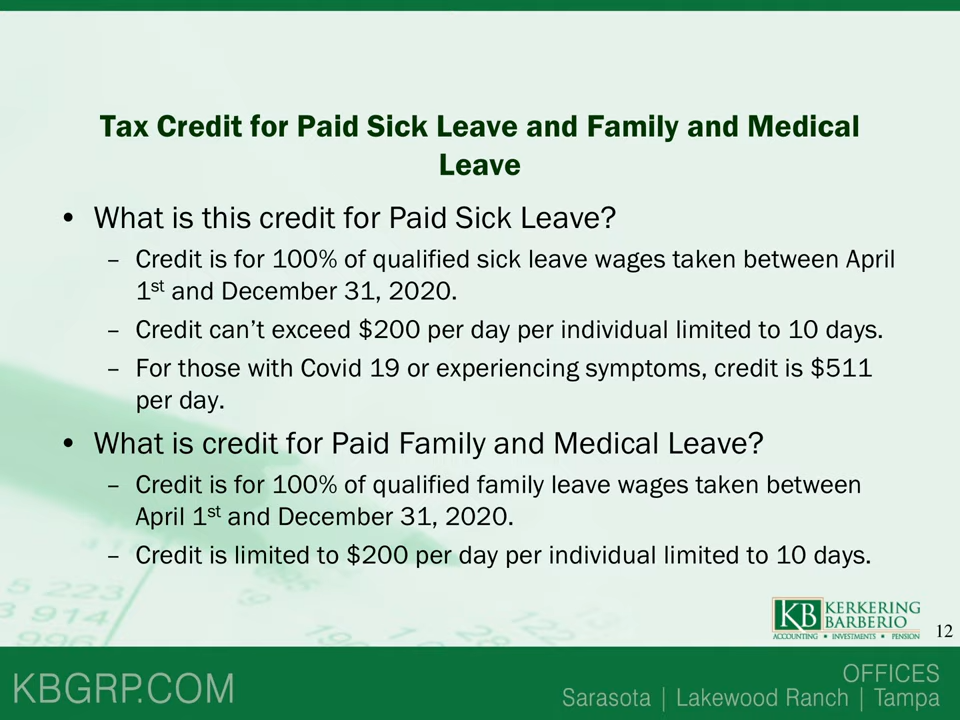 Tax Credit for Paid Sick Leave and Family and Medical
Leave
• What is this credit for Paid Sick Leave?
– Credit is for 100% of qualified sick leave wages taken between April
1st and December 31, 2020.
– Credit can’t exceed $200 per day per individual limited to 10 days.
– For those with Covid 19 or experiencing symptoms, credit is $511
per day.
• What is credit for Paid Family and Medical Leave?
– Credit is for 100% of qualified family leave wages taken between
April 1st and December 31, 2020.
– Credit is limited to $200 per day per individual limited to 10 days.
5 223
3 914
KB KERKERING
BARBERIO
ACCOUNTING • INVESTMENTS • PENSION
12
KBGRP.COM
OFFICES
Sarasota | Lakewood Ranch | Tampa